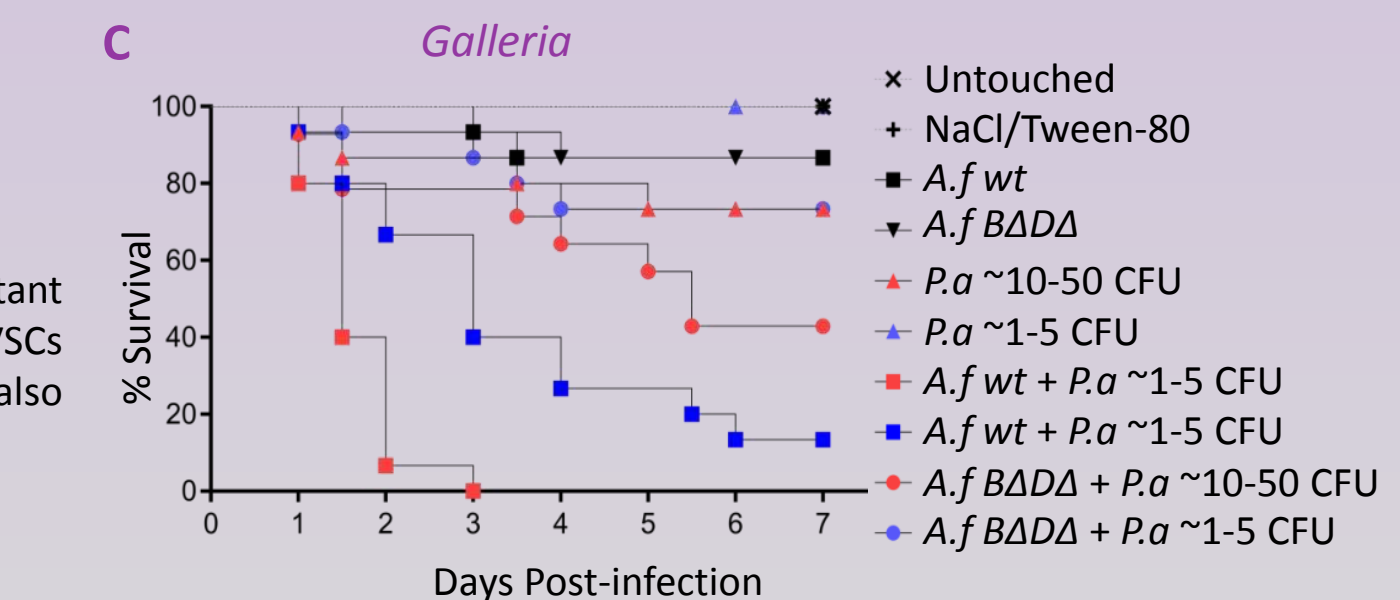 C
Galleria
tant
/SCs
also
% Survival
100
80
60
40
20
0
0 1 2 3 4 5 6 7
Days Post-infection
Untouched
NaCl/Tween-80
A.f wt
A.f BΔDΔ
P.a ~10-50 CFU
P.a ~1-5 CFU
A.f wt + P.a ~1-5 CFU
A.f wt + P.a ~1-5 CFU
A.f BΔDΔ + P.a ~10-50 CFU
A.f BΔDΔ + P.a ~1-5 CFU